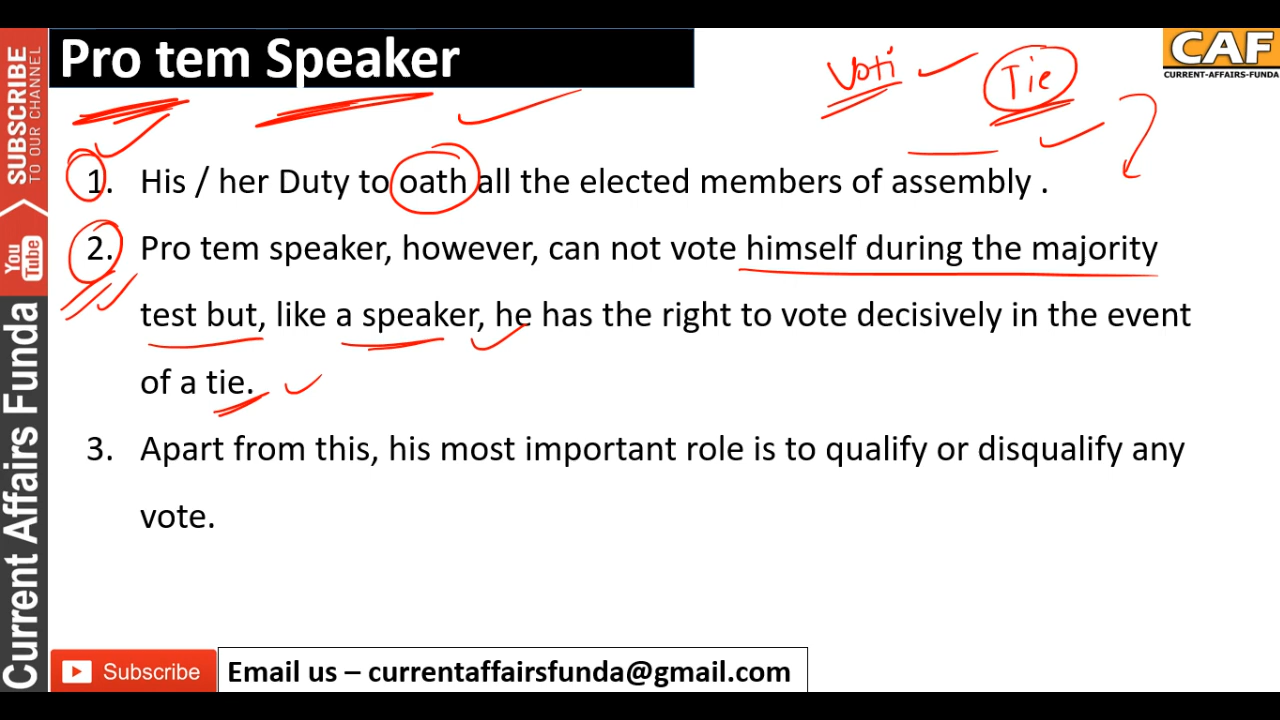 Pro tem Speaker
Voti
Tie
CAF
CURRENT-AFFAIRS-FUNDA
SUBSCRIBE
TO OUR CHANNEL
You
Tube
Current Affairs Funda
1. His / her Duty to oath all the elected members of assembly .
2. Pro tem speaker, however, can not vote himself during the majority
test but, like a speaker, he has the right to vote decisively in the event
of a tie.
3. Apart from this, his most important role is to qualify or disqualify any
vote.
Subscribe
Email us – currentaffairsfunda@gmail.com